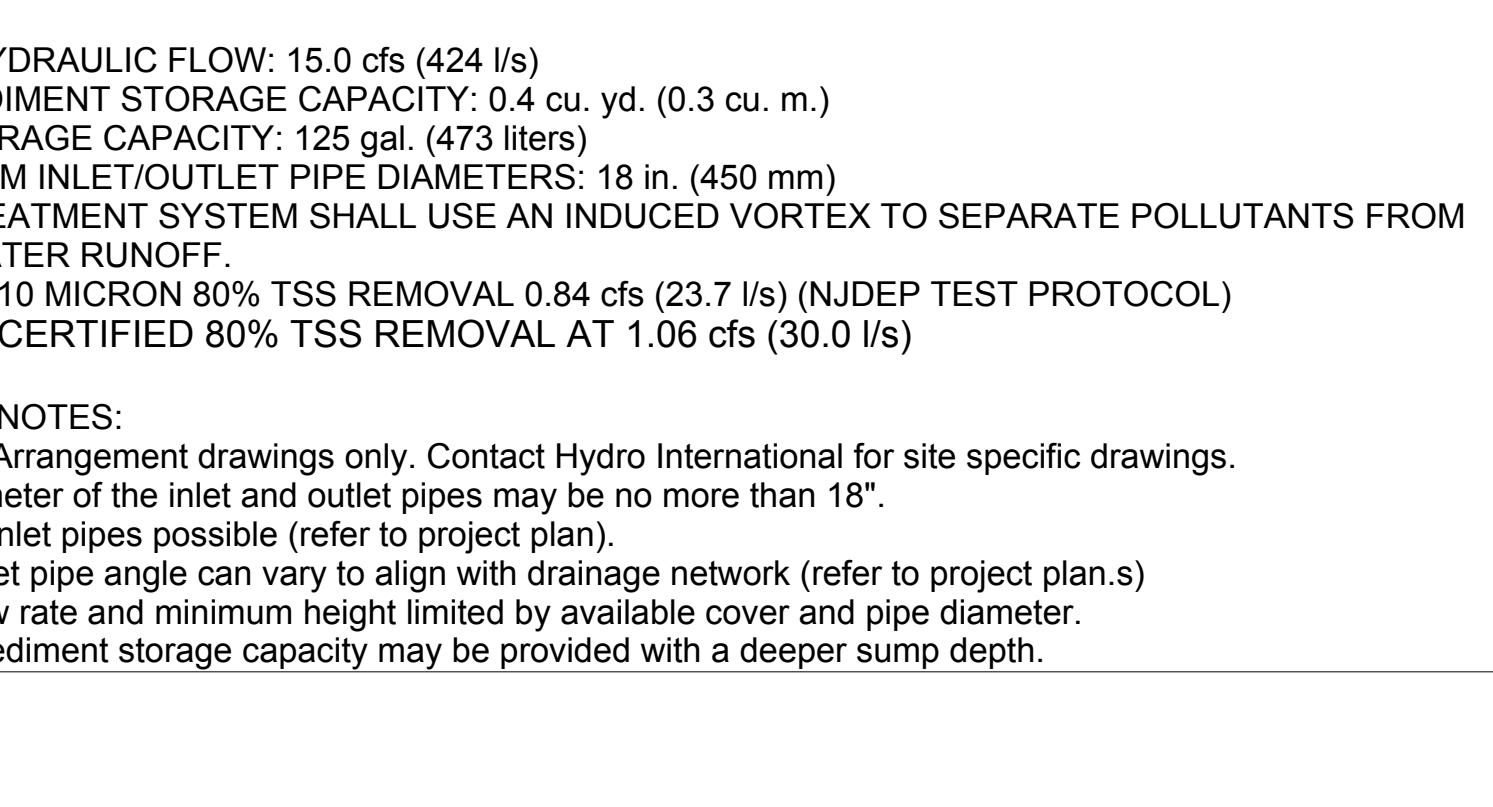 YDRAULIC FLOW: 15.0 cfs (424 l/s)
DIMENT STORAGE CAPACITY: 0.4 cu. yd. (0.3 cu. m.)
RAGE CAPACITY: 125 gal. (473 liters)
M INLET/OUTLET PIPE DIAMETERS: 18 in. (450 mm)
EATMENT SYSTEM SHALL USE AN INDUCED VORTEX TO SEPARATE POLLUTANTS FROM
ATER RUNOFF.
10 MICRON 80% TSS REMOVAL 0.84 cfs (23.7 l/s) (NJDEP TEST PROTOCOL)
CERTIFIED 80% TSS REMOVAL AT 1.06 cfs (30.0 l/s)
NOTES:
Arrangement drawings only. Contact Hydro International for site specific drawings.
eter of the inlet and outlet pipes may be no more than 18".
nlet pipes possible (refer to project plan).
et pipe angle can vary to align with drainage network (refer to project plan.s)
w rate and minimum height limited by available cover and pipe diameter.
ediment storage capacity may be provided with a deeper sump depth.